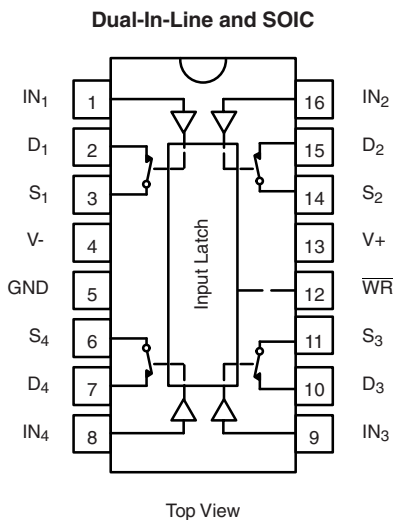 Dual-In-Line and SOIC
IN1 1 16 IN2
D1 2 15 D2
S1 3 14 S2
V- 4 13 V+
GND 5 Input Latch 12 W̅R̅
S4 6 11 S3
D4 7 10 D3
IN4 8 9 IN3
Top View